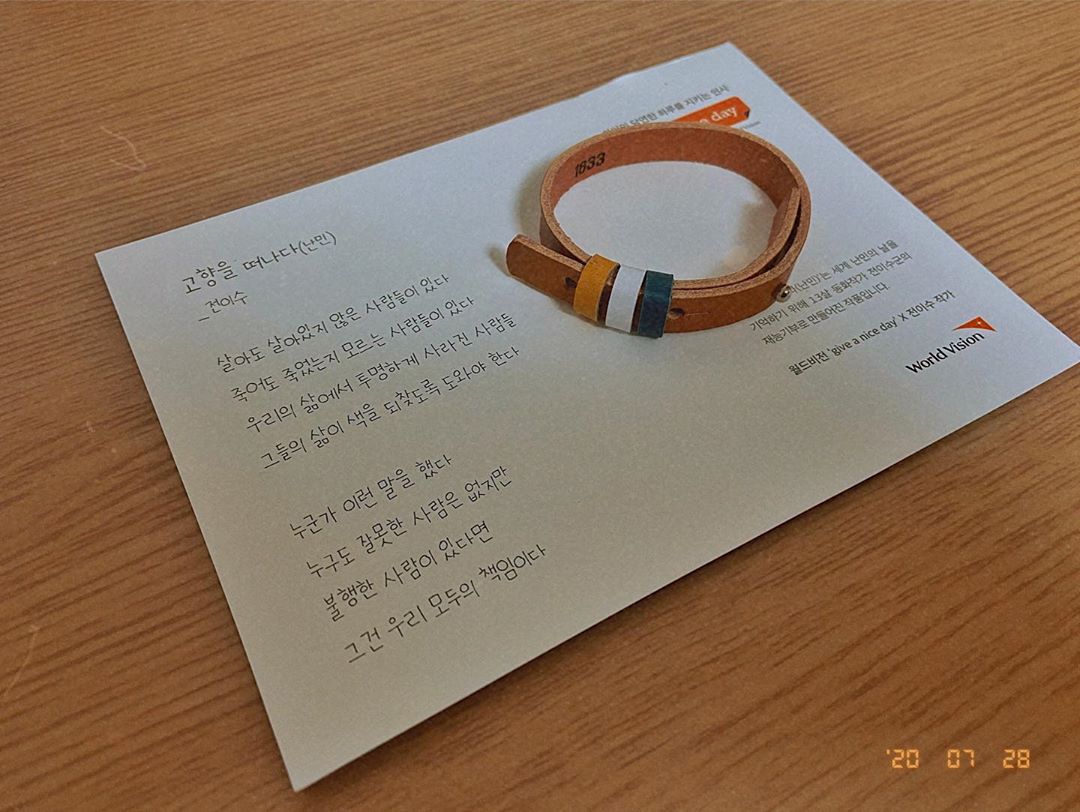 고향을 떠나다(난민)
_전이수
살아도 살아있지 않은 사람들이 있다
죽어도 죽었는지 모르는 사람들이 있다
우리의 삶에서 투명하게 사라진 사람들
그들의 삶이 색을 되찾도록 도와야 한다
누군가 이런 말을 했다
누구도 잘못한 사람은 없지만
불행한 사람이 있다면
그건 우리 모두의 책임이다
당연한 하루를 지키는 인사
day
1633
(난민)'는 세계 난민의 날을
기억하기 위해 13살 동화작가 전이수군의
재능기부로 만들어진 작품입니다.
월드비전 'give a nice day' X 전이수 작가
World Vision
'20 07 28